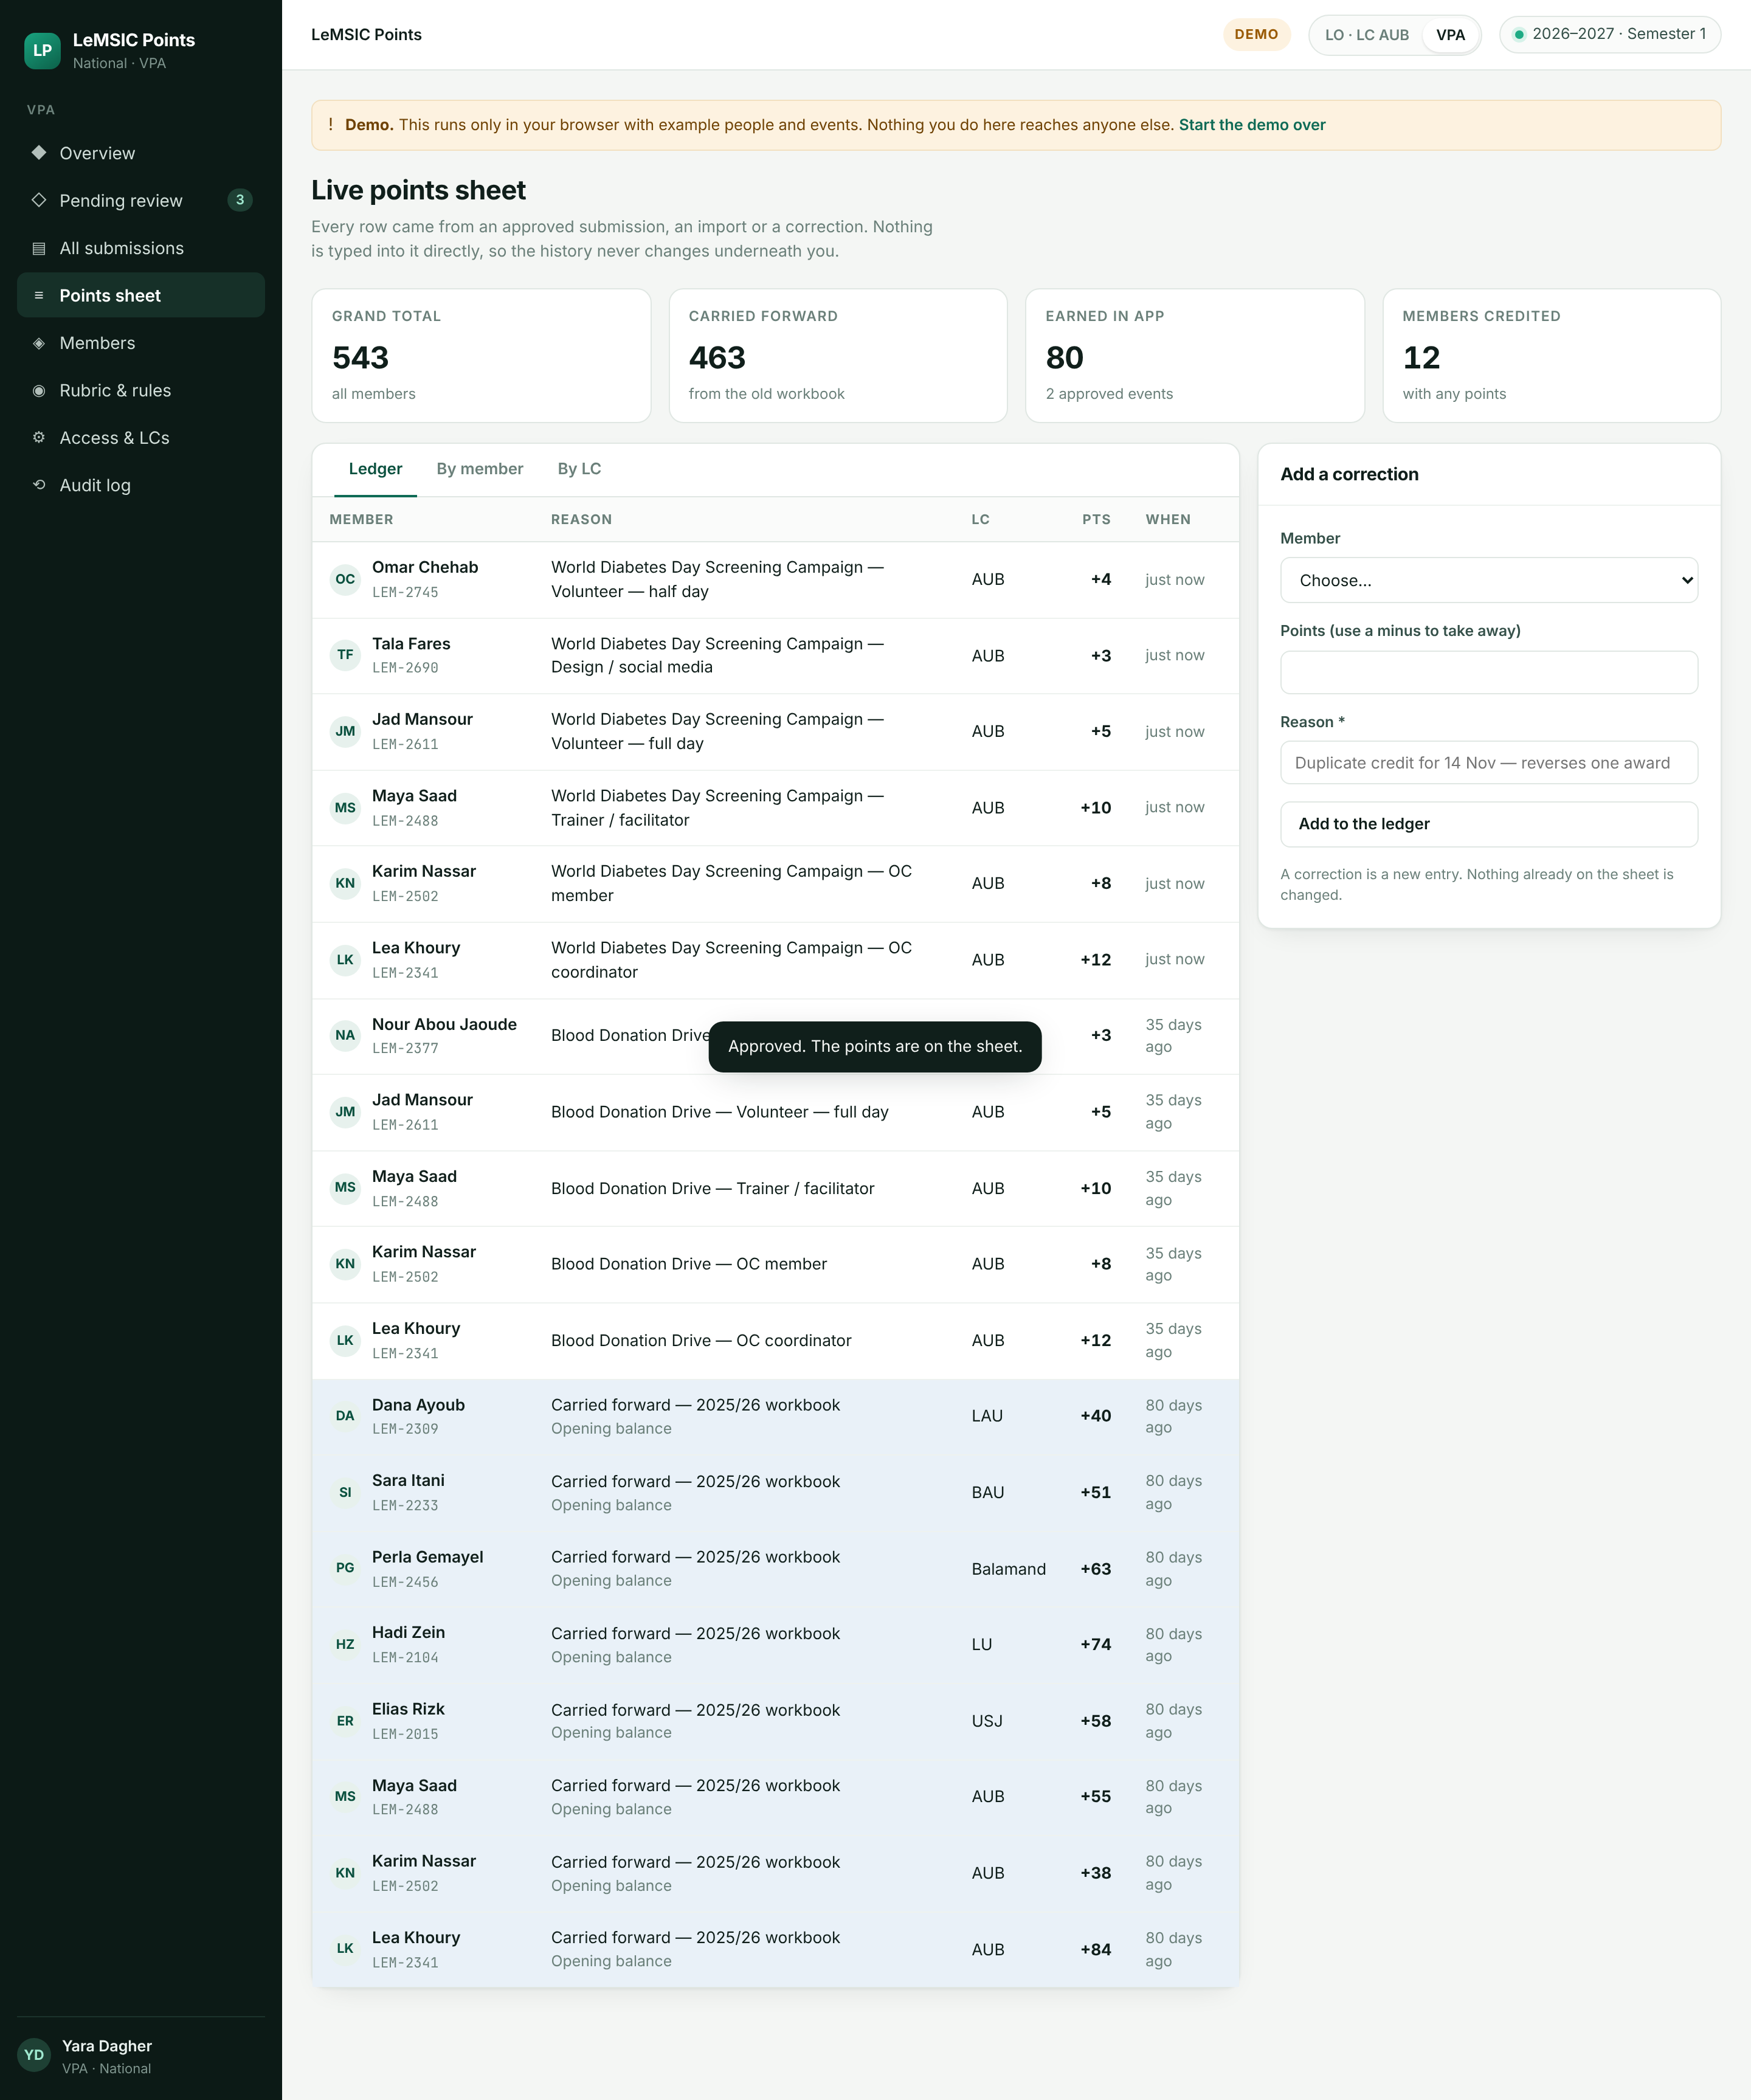 LP
LeMSIC Points
National · VPA
VPA
Overview
Pending review 3
All submissions
Points sheet
Members
Rubric & rules
Access & LCs
Audit log
YD
Yara Dagher
VPA · National
LeMSIC Points
DEMO
LO · LC AUB VPA
2026–2027 · Semester 1
! Demo. This runs only in your browser with example people and events. Nothing you do here reaches anyone else. Start the demo over
Live points sheet
Every row came from an approved submission, an import or a correction. Nothing
is typed into it directly, so the history never changes underneath you.
GRAND TOTAL
543
all members
CARRIED FORWARD
463
from the old workbook
EARNED IN APP
80
2 approved events
MEMBERS CREDITED
12
with any points
Ledger By member By LC
MEMBER REASON LC PTS WHEN
OC Omar Chehab LEM-2745
World Diabetes Day Screening Campaign —
Volunteer — half day
AUB +4 just now
TF Tala Fares LEM-2690
World Diabetes Day Screening Campaign —
Design / social media
AUB +3 just now
JM Jad Mansour LEM-2611
World Diabetes Day Screening Campaign —
Volunteer — full day
AUB +5 just now
MS Maya Saad LEM-2488
World Diabetes Day Screening Campaign —
Trainer / facilitator
AUB +10 just now
KN Karim Nassar LEM-2502
World Diabetes Day Screening Campaign — OC
member
AUB +8 just now
LK Lea Khoury LEM-2341
World Diabetes Day Screening Campaign — OC
coordinator
AUB +12 just now
NA Nour Abou Jaoude LEM-2377
Blood Donation Drive
+3 35 days ago
Approved. The points are on the sheet.
JM Jad Mansour LEM-2611
Blood Donation Drive — Volunteer — full day
AUB +5 35 days ago
MS Maya Saad LEM-2488
Blood Donation Drive — Trainer / facilitator
AUB +10 35 days ago
KN Karim Nassar LEM-2502
Blood Donation Drive — OC member
AUB +8 35 days ago
LK Lea Khoury LEM-2341
Blood Donation Drive — OC coordinator
AUB +12 35 days ago
DA Dana Ayoub LEM-2309
Carried forward — 2025/26 workbook
Opening balance
LAU +40 80 days ago
SI Sara Itani LEM-2233
Carried forward — 2025/26 workbook
Opening balance
BAU +51 80 days ago
PG Perla Gemayel LEM-2456
Carried forward — 2025/26 workbook
Opening balance
Balamand +63 80 days ago
HZ Hadi Zein LEM-2104
Carried forward — 2025/26 workbook
Opening balance
LU +74 80 days ago
ER Elias Rizk LEM-2015
Carried forward — 2025/26 workbook
Opening balance
USJ +58 80 days ago
MS Maya Saad LEM-2488
Carried forward — 2025/26 workbook
Opening balance
AUB +55 80 days ago
KN Karim Nassar LEM-2502
Carried forward — 2025/26 workbook
Opening balance
AUB +38 80 days ago
LK Lea Khoury LEM-2341
Carried forward — 2025/26 workbook
Opening balance
AUB +84 80 days ago
Add a correction
Member
Choose...
Points (use a minus to take away)
Reason *
Duplicate credit for 14 Nov — reverses one award
Add to the ledger
A correction is a new entry. Nothing already on the sheet is
changed.